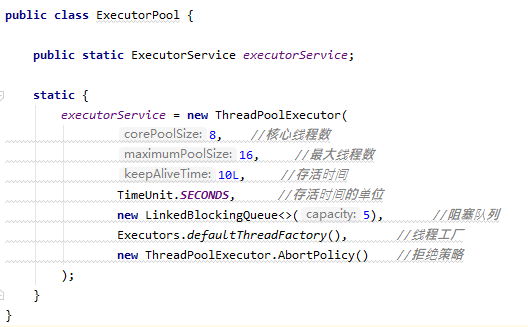 public class ExecutorPool {
public static ExecutorService executorService;
static {
executorService = new ThreadPoolExecutor(
corePoolSize: 8, //核心线程数
maximumPoolSize: 16, //最大线程数
keepAliveTime: 10L, //存活时间
TimeUnit.SECONDS, //存活时间的单位
new LinkedBlockingQueue<>( capacity: 5), //阻塞队列
Executors.defaultThreadFactory(), //线程工厂
new ThreadPoolExecutor.AbortPolicy() //拒绝策略
);
}
}